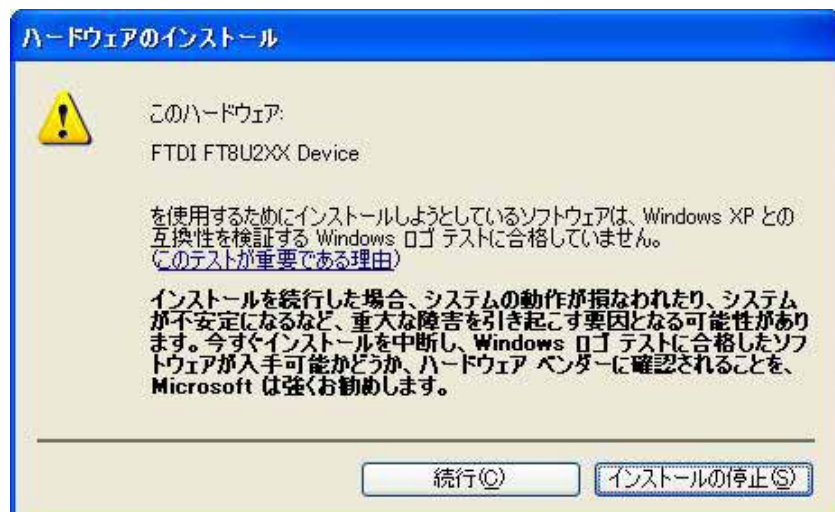 ハードウェアのインストール
このハードウェア:
FTDI FT8U2XX Device
を使用するためにインストールしようとしているソフトウェアは、Windows XP との
互換性を検証する Windows ロゴ テストに合格していません。
(このテストが重要である理由)
インストールを続行した場合、システムの動作が損なわれたり、システム
が不安定になるなど、重大な障害を引き起こす要因となる可能性があり
ます。今すぐインストールを中断し、Windows ロゴ テストに合格したソフ
トウェアが入手可能かどうか、ハードウェア ベンダーに確認されることを、
Microsoft は強くお勧めします。
続行(C)
インストールの停止(S)